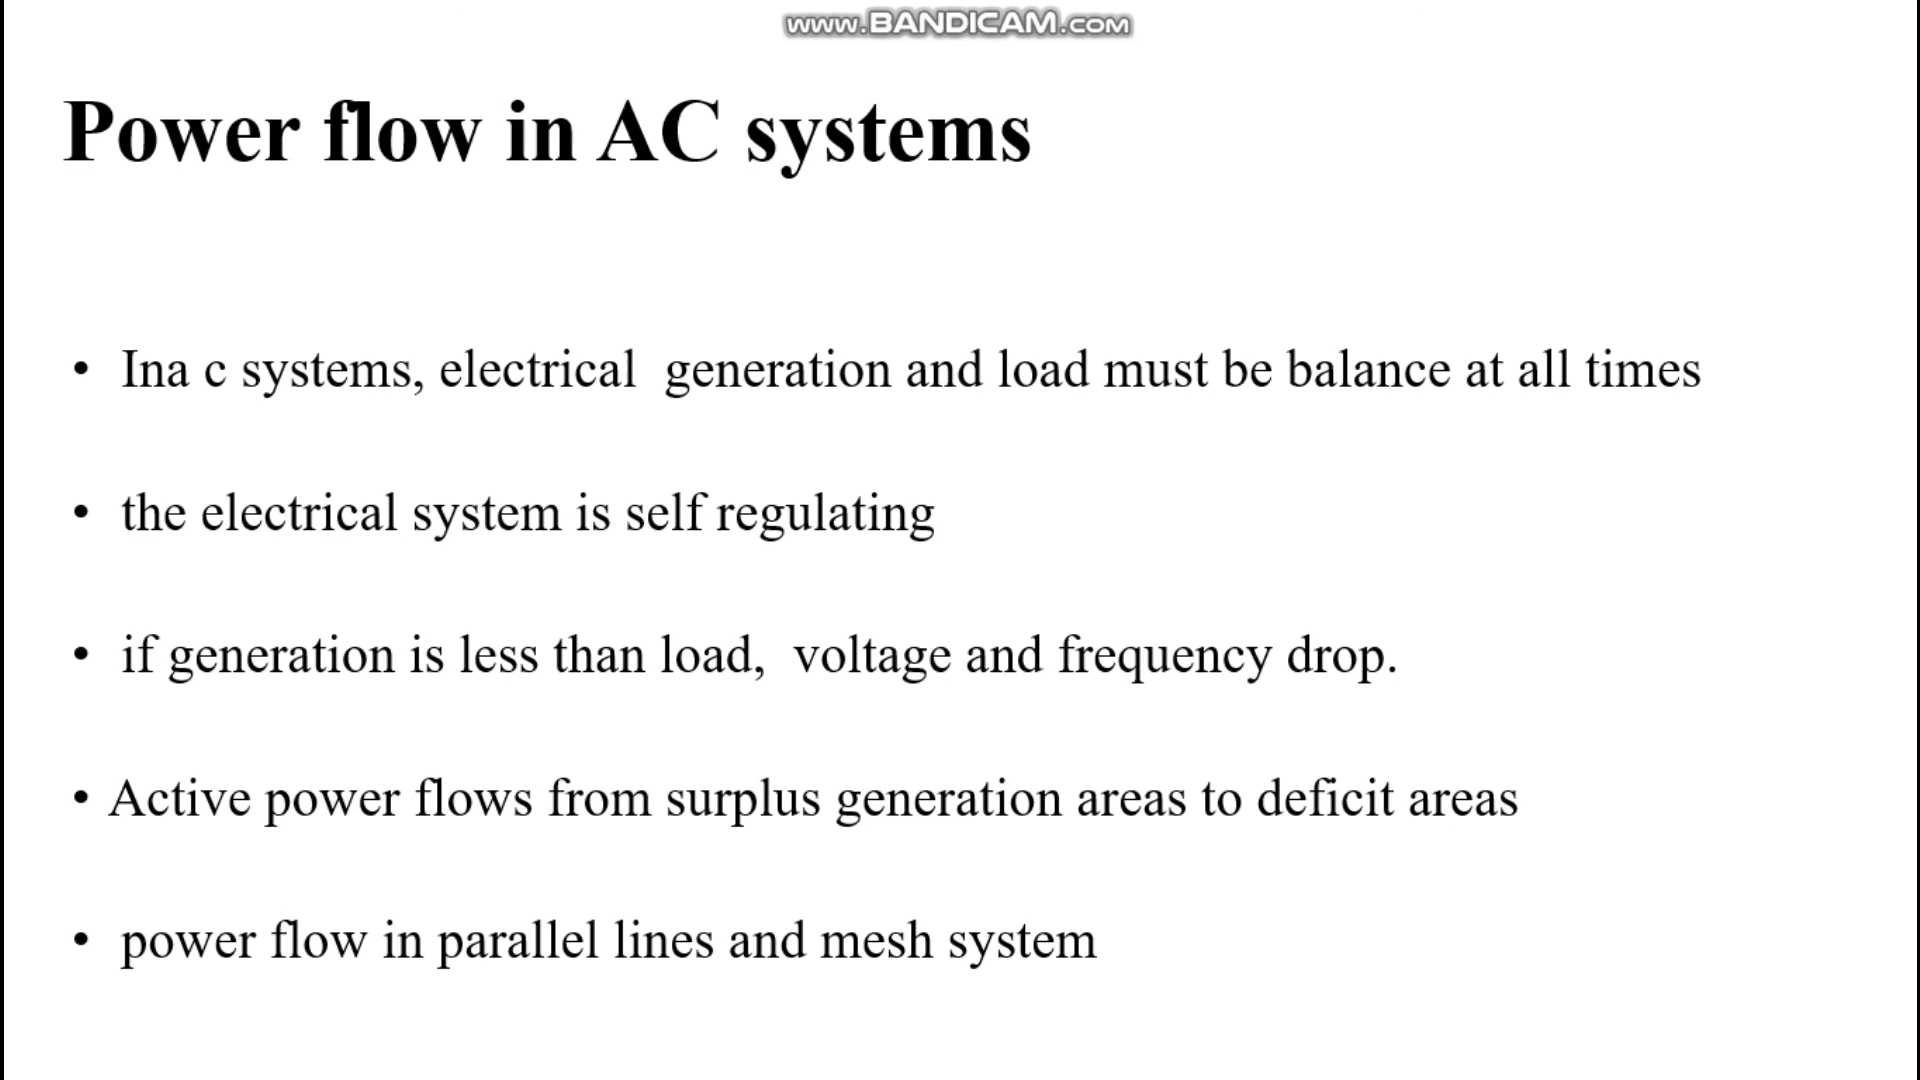 www.BANDICAM.com
Power flow in AC systems
• Ina c systems, electrical generation and load must be balance at all times
• the electrical system is self regulating
• if generation is less than load, voltage and frequency drop.
• Active power flows from surplus generation areas to deficit areas
• power flow in parallel lines and mesh system